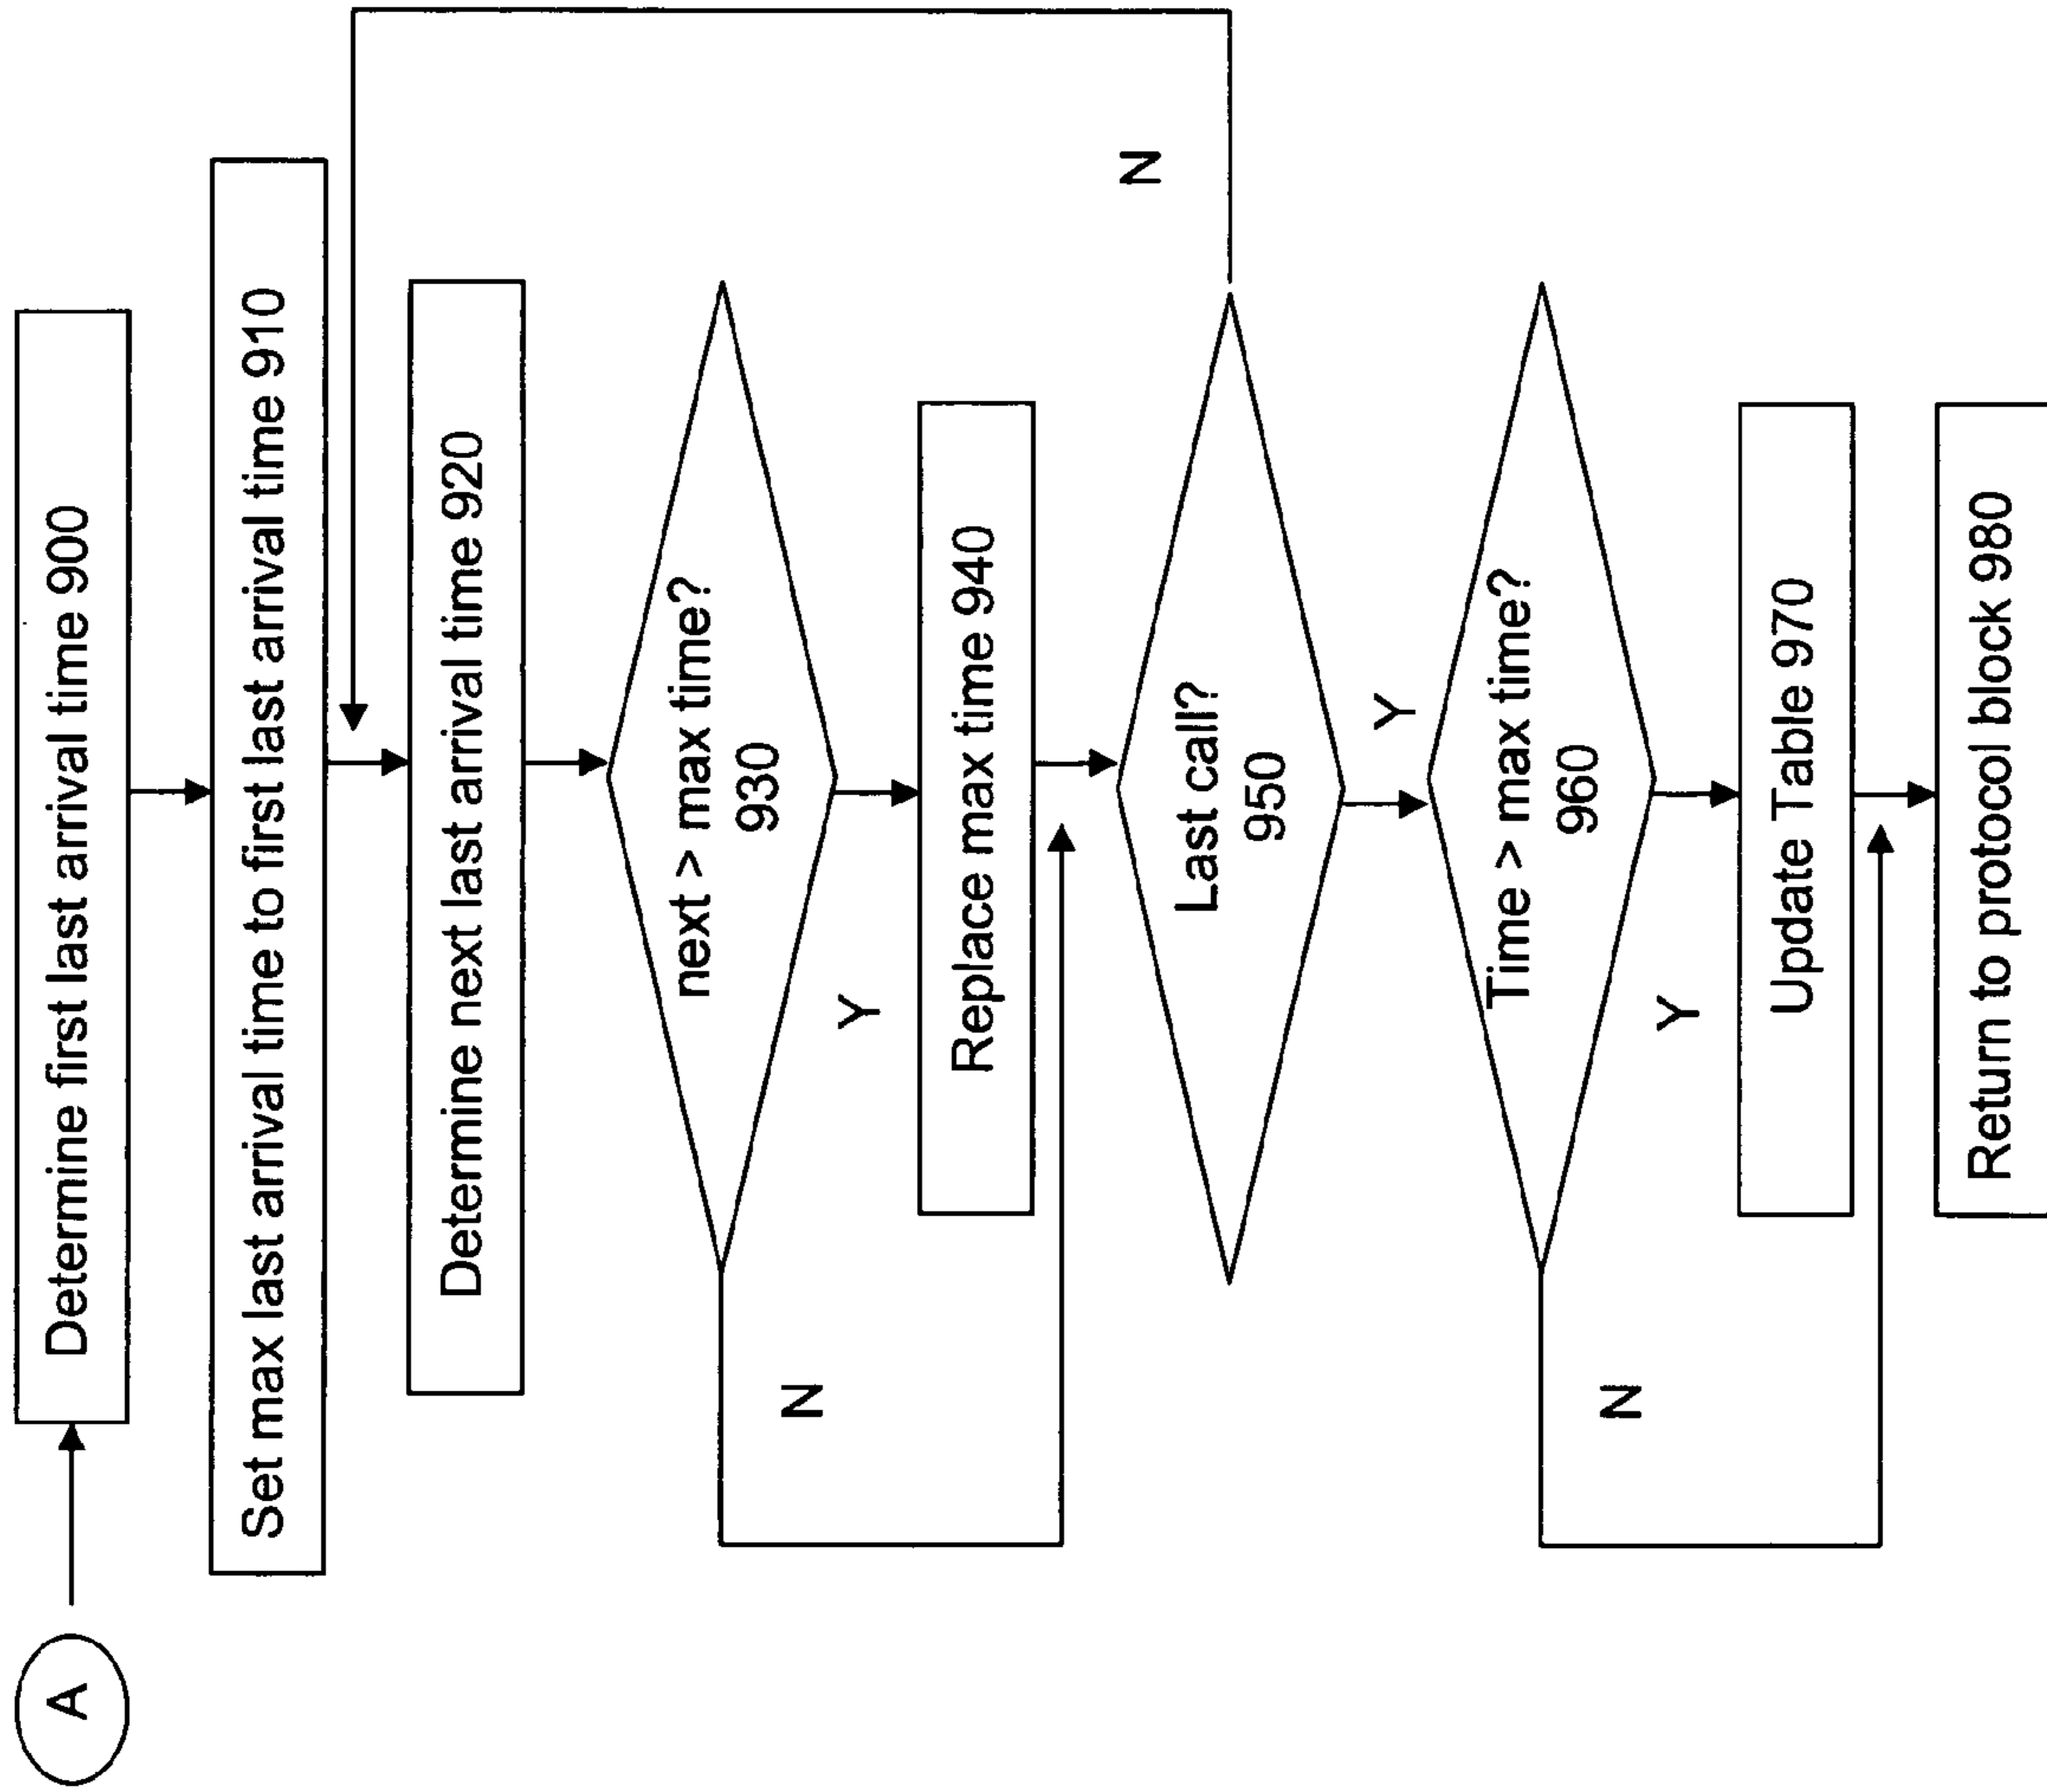 A
Determine first last arrival time 900
Set max last arrival time to first last arrival time 910
Determine next last arrival time 920
next > max time?
930
N
Y
Replace max time 940
Last call?
950
N
Y
Time > max time?
960
N
Y
Update Table 970
Return to protocol block 980